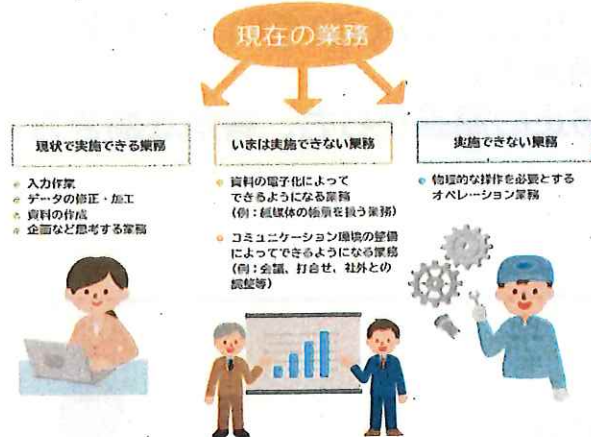 現在の業務
現状で実施できる業務
入力作業
データの修正・加工
資料の作成
企画など思考する業務
いまは実施できない業務
資料の電子化によって
できるようになる業務
（例：紙媒体の帳票を扱う業務）
コミュニケーション環境の整備
によってできるようになる業務
（例：会議、打合せ、社外との
調整等）
実施できない業務
物理的な操作を必要とする
オペレーション業務